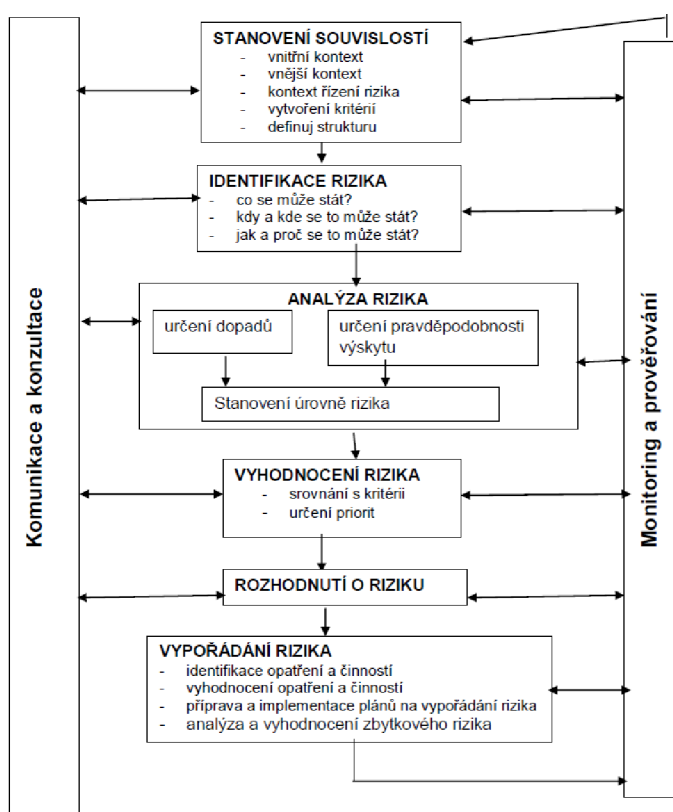 STANOVENÍ SOUVISLOSTÍ
- vnitřní kontext
- vnější kontext
- kontext řízení rizika
- vytvoření kritérií
- definuj strukturu
IDENTIFIKACE RIZIKA
- co se může stát?
- kdy a kde se to může stát?
- jak a proč se to může stát?
ANALÝZA RIZIKA
určení dopadů
určení pravděpodobnosti
výskytu
Stanovení úrovně rizika
VYHODNOCENÍ RIZIKA
- srovnání s kritérii
- určení priorit
ROZHODNUTÍ O RIZIKU
VYPOŘÁDÁNÍ RIZIKA
- identifikace opatření a činností
- vyhodnocení opatření a činností
- příprava a implementace plánů na vypořádání rizika
- analýza a vyhodnocení zbytkového rizika
Komunikace a konzultace
Monitoring a prověřování